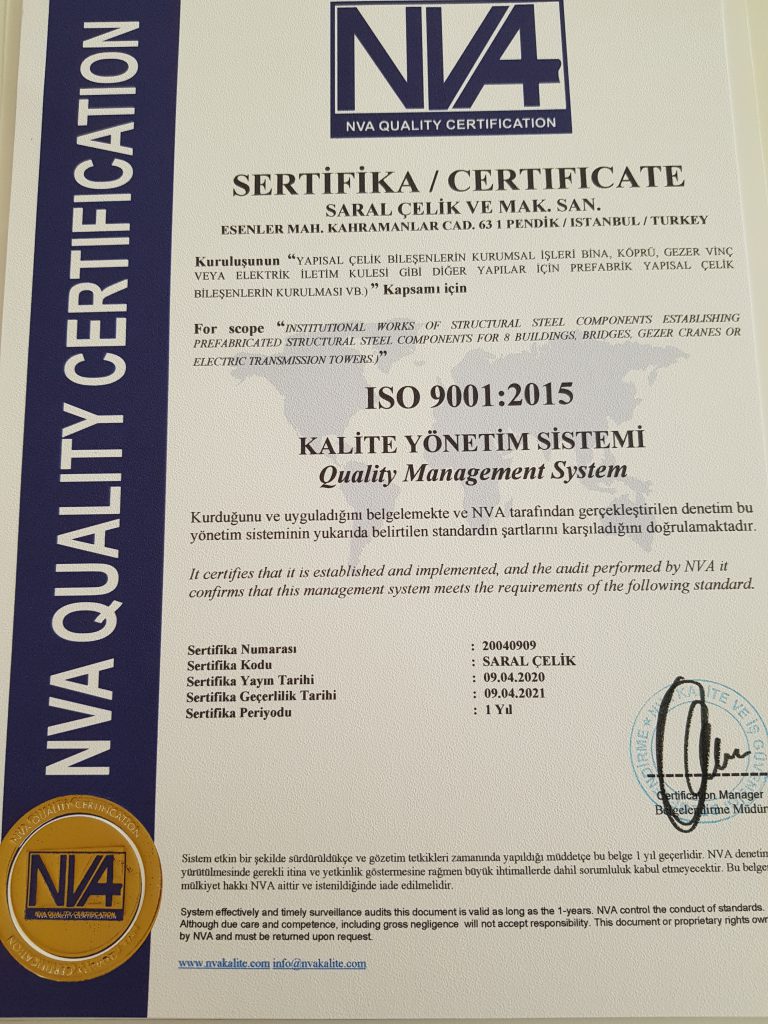 NVA QUALITY CERTIFICATION
NVA
NVA QUALITY CERTIFICATION
SERTİFİKA / CERTIFICATE
SARAL ÇELİK VE MAK. SAN.
ESENLER MAH. KAHRAMANLAR CAD. 63 1 PENDİK / ISTANBUL / TURKEY
Kuruluşunun “YAPISAL ÇELİK BİLEŞENLERİN KURUMSAL İŞLERİ BİNA, KÖPRÜ, GEZER VİNÇ
VEYA ELEKTRİK İLETİM KULESİ GİBİ DİĞER YAPILAR İÇİN PREFABRİK YAPISAL ÇELİK
BİLEŞENLERİN KURULMASI VB.) ” Kapsamı için
For scope “INSTITUTIONAL WORKS OF STRUCTURAL STEEL COMPONENTS ESTABLISHING
PREFABRICATED STRUCTURAL STEEL COMPONENTS FOR 8 BUILDINGS, BRIDGES, GEZER CRANES OR
ELECTRIC TRANSMISSION TOWERS.)”
ISO 9001:2015
KALİTE YÖNETİM SİSTEMİ
Quality Management System
Kurduğunu ve uyguladığını belgelemekte ve NVA tarafından gerçekleştirilen denetim bu
yönetim sisteminin yukarıda belirtilen standardın şartlarını karşıladığını doğrulamaktadır.
It certifies that it is established and implemented, and the audit performed by NVA it
confirms that this management system meets the requirements of the following standard.
Sertifika Numarası : 20040909
Sertifika Kodu : SARAL ÇELİK
Sertifika Yayın Tarihi : 09.04.2020
Sertifika Geçerlilik Tarihi : 09.04.2021
Sertifika Periyodu : 1 Yıl
Certification Manager
Belgelendirme Müdür
Sistem etkin bir şekilde sürdürüldükçe ve gözetim tetkikleri zamanında yapıldığı müddetçe bu belge 1 yıl geçerlidir. NVA denetim
yürütülmesinde gerekli itina ve yetkinlik göstermesine rağmen büyük ihtimallerde dahil sorumluluk kabul etmeyecektir. Bu belge
mülkiyet hakkı NVA aittir ve istenildiğinde iade edilmelidir.
System effectively and timely surveillance audits this document is valid as long as the 1-years. NVA control the conduct of standards.
Although due care and competence, including gross negligence will not accept responsibility. This document or proprietary rights own
by NVA and must be returned upon request.
www.nvakalite.com info@nvakalite.com
NVA QUALITY CERTIFICATION
NVA
NVA QUALITY CERTIFICATION